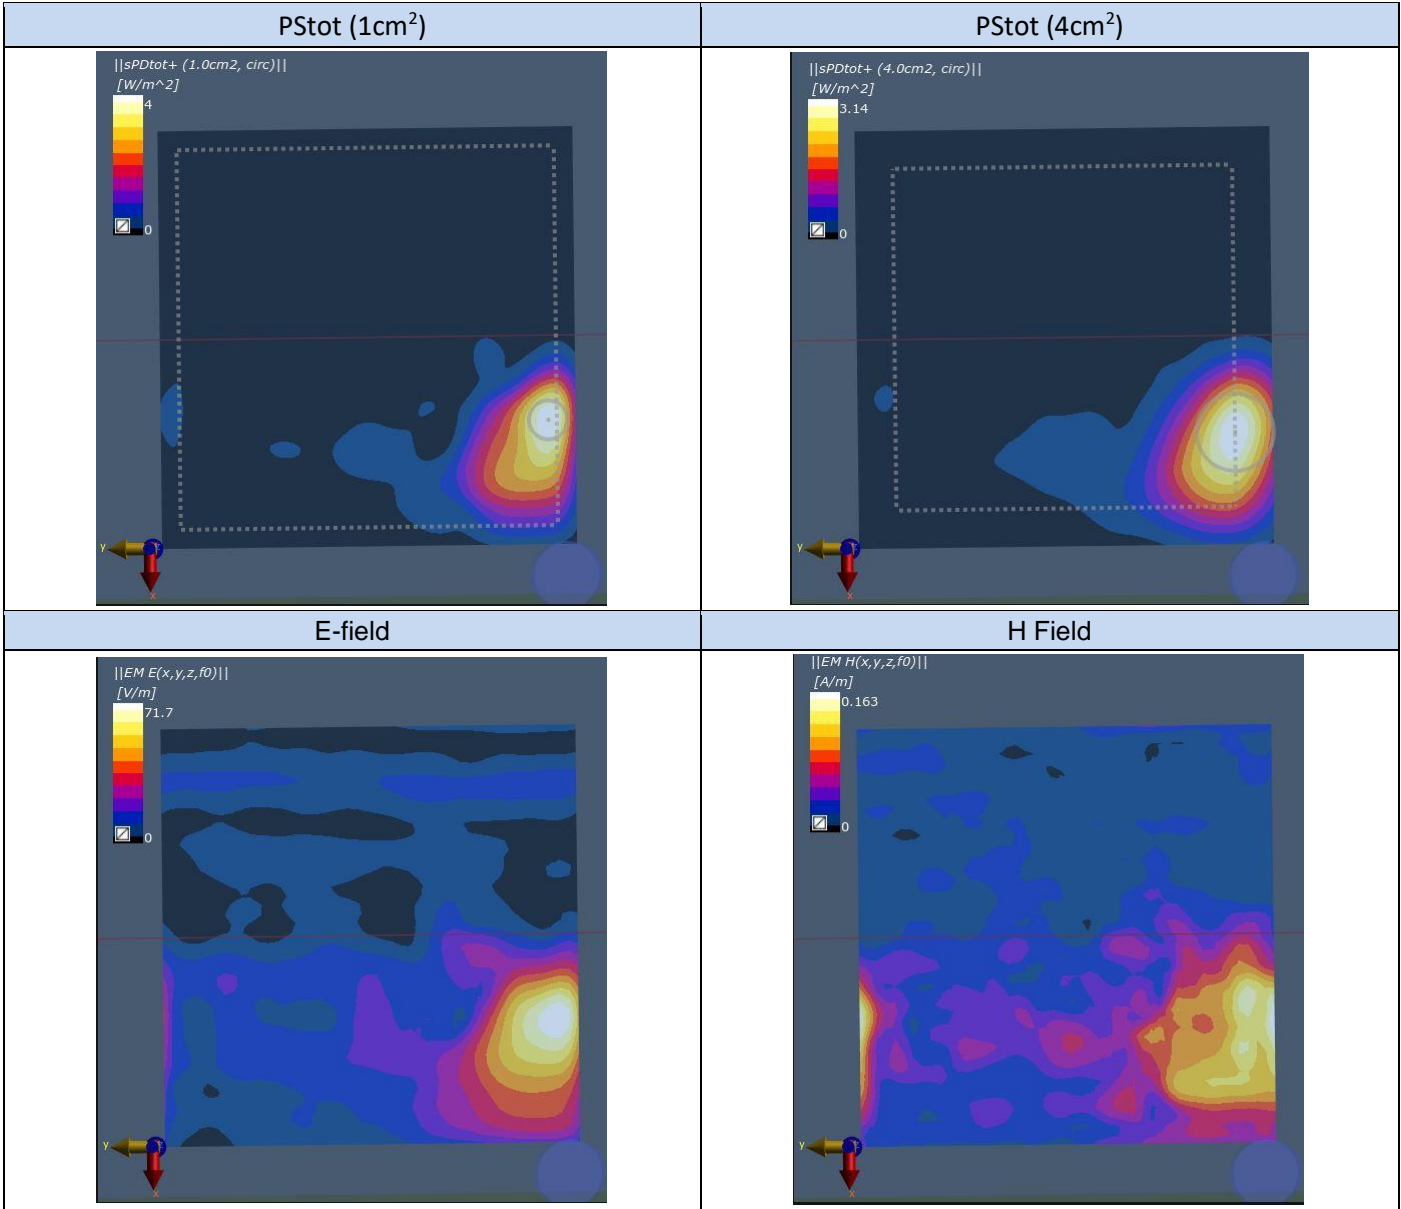 PStot (1cm²)
PStot (4cm²)
||sPDtot+ (1.0cm2, circ)||
[W/m^2]
4
0
y
x
||sPDtot+ (4.0cm2, circ)||
[W/m^2]
3.14
0
y
x
E-field
H Field
||EM E(x,y,z,f0)||
[V/m]
71.7
0
y
x
||EM H(x,y,z,f0)||
[A/m]
0.163
0
y
x